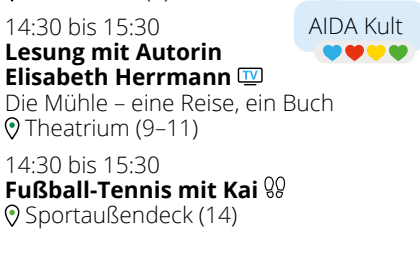 14:30 bis 15:30
AIDA Kult
Lesung mit Autorin
Elisabeth Herrmann TV
Die Mühle – eine Reise, ein Buch
Theatrium (9–11)
14:30 bis 15:30
Fußball-Tennis mit Kai
Sportaußendeck (14)